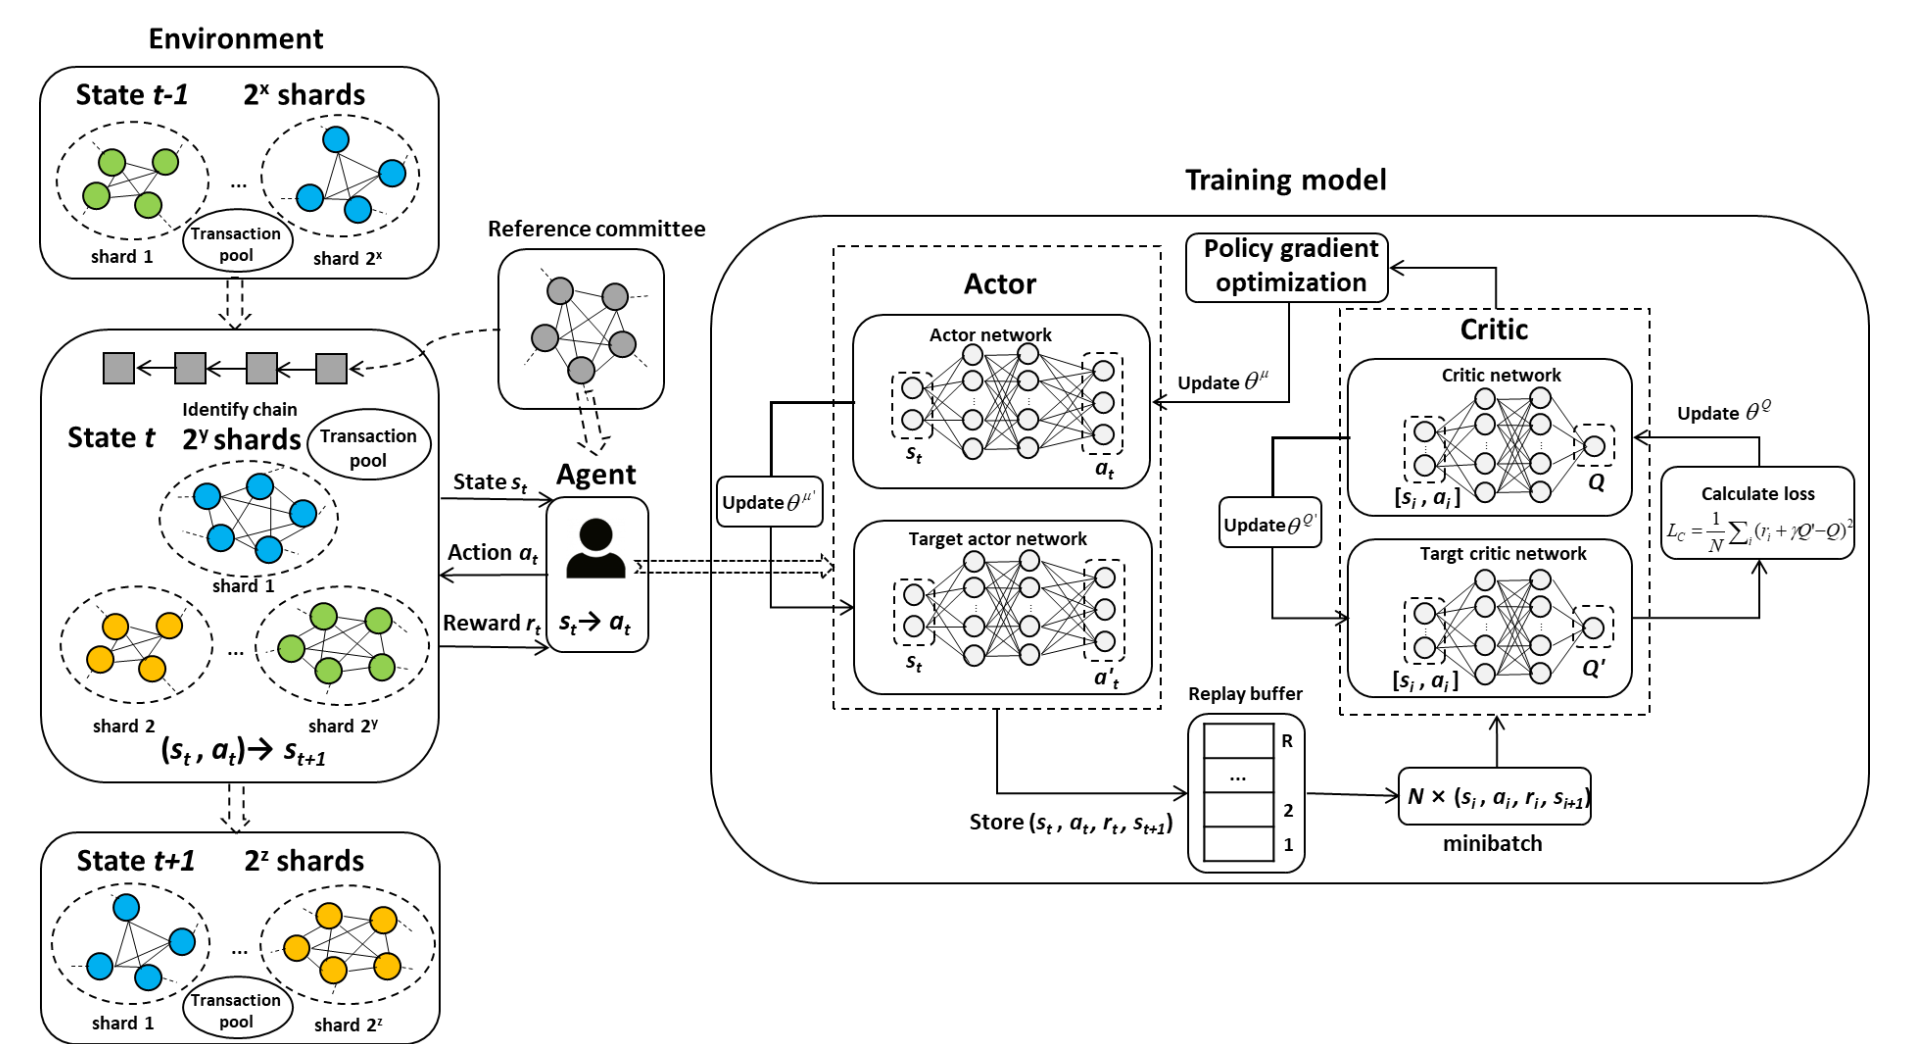 Environment
State t-1 2ˣ shards
...
Transaction
pool
shard 1
shard 2ˣ
Identify chain
State t 2ʸ shards
Transaction
pool
shard 1
...
shard 2
shard 2ʸ
(sₜ , aₜ)→ sₜ₊₁
State t+1 2ᶻ shards
...
Transaction
pool
shard 1
shard 2ᶻ
Reference committee
Agent
State sₜ
Action aₜ
Reward rₜ
sₜ→ aₜ
Training model
Actor
Actor network
sₜ
aₜ
Update θ^μ'
Target actor network
sₜ
a'ₜ
Policy gradient
optimization
Update θ^μ
Critic
Critic network
[sᵢ , aᵢ]
Q
Update θ^Q'
Targt critic network
[sᵢ , aᵢ]
Q'
Update θ^Q
Calculate loss
L_C = 1/N ∑ᵢ (rᵢ + γQ'−Q)²
Store (sₜ , aₜ, rₜ, sₜ₊₁)
Replay buffer
R
...
2
1
N × (sᵢ , aᵢ, rᵢ, sᵢ₊₁)
minibatch